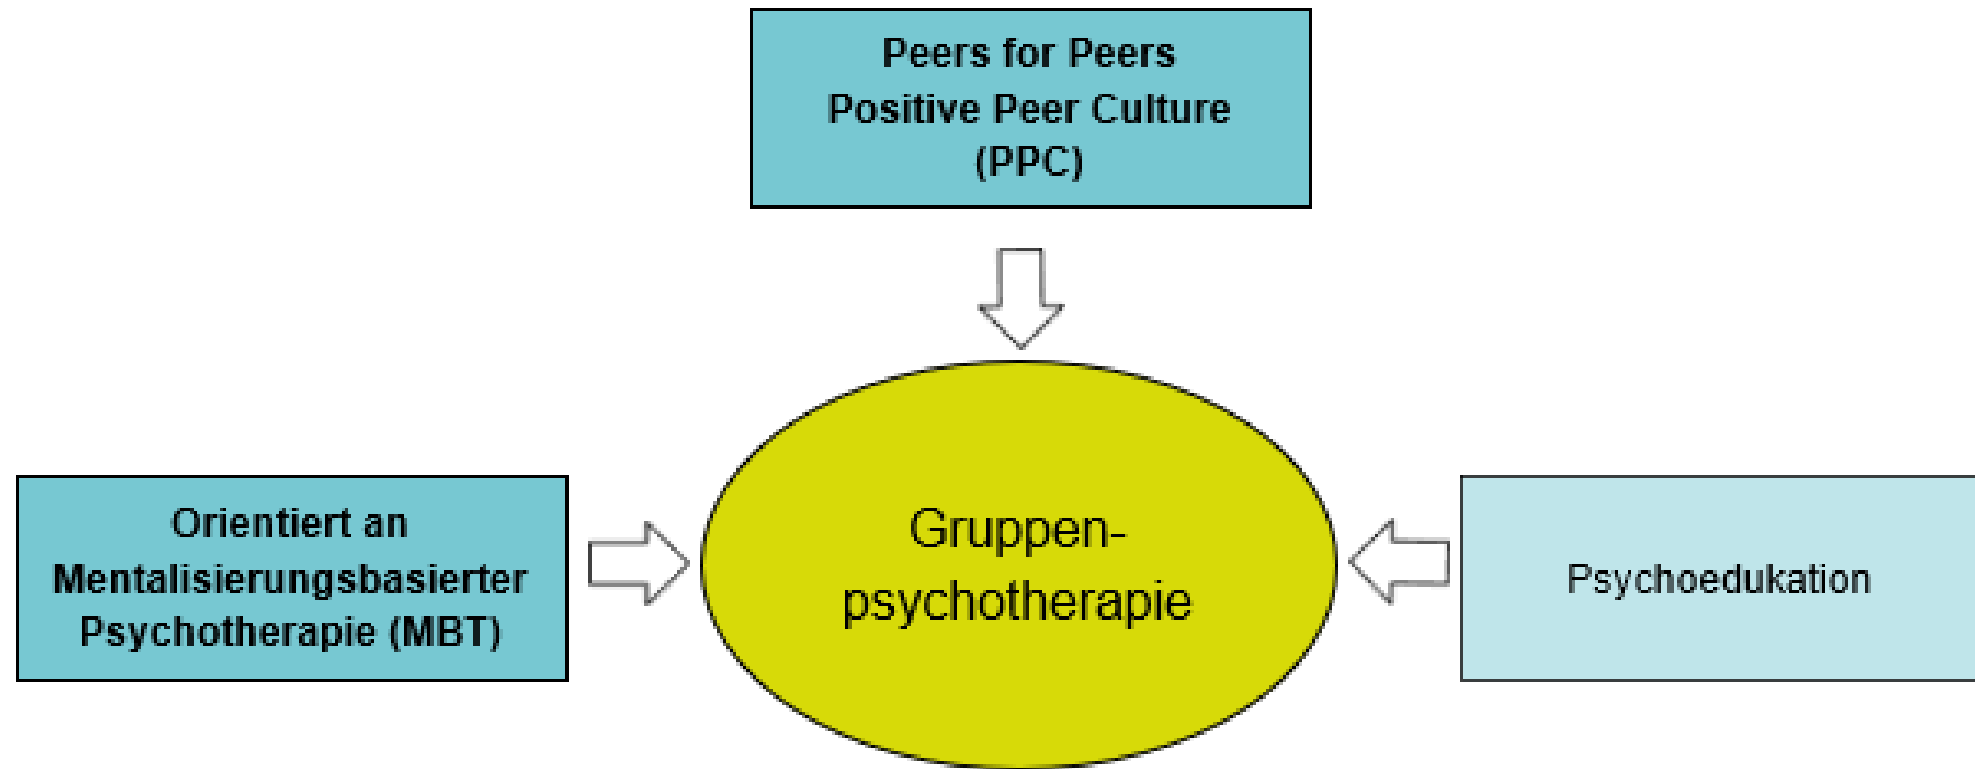 Peers for Peers
Positive Peer Culture
(PPC)
Orientiert an
Mentalisierungsbasierter
Psychotherapie (MBT)
Gruppen-
psychotherapie
Psychoedukation